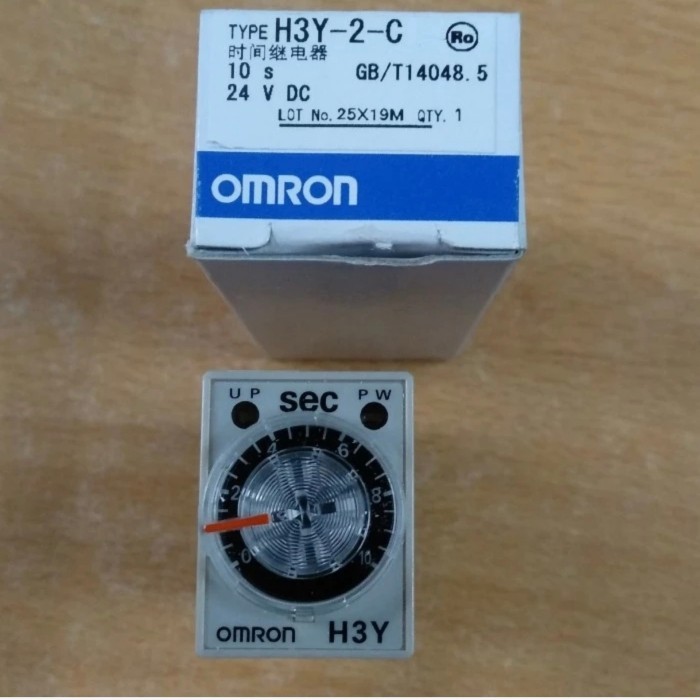 TYPE H3Y-2-C Ro
时间继电器
10 s GB/T14048.5
24 V DC
LOT No. 25X19M QTY. 1
OMRON
UP sec PW
0 2 4 6 8 10
OMRON H3Y